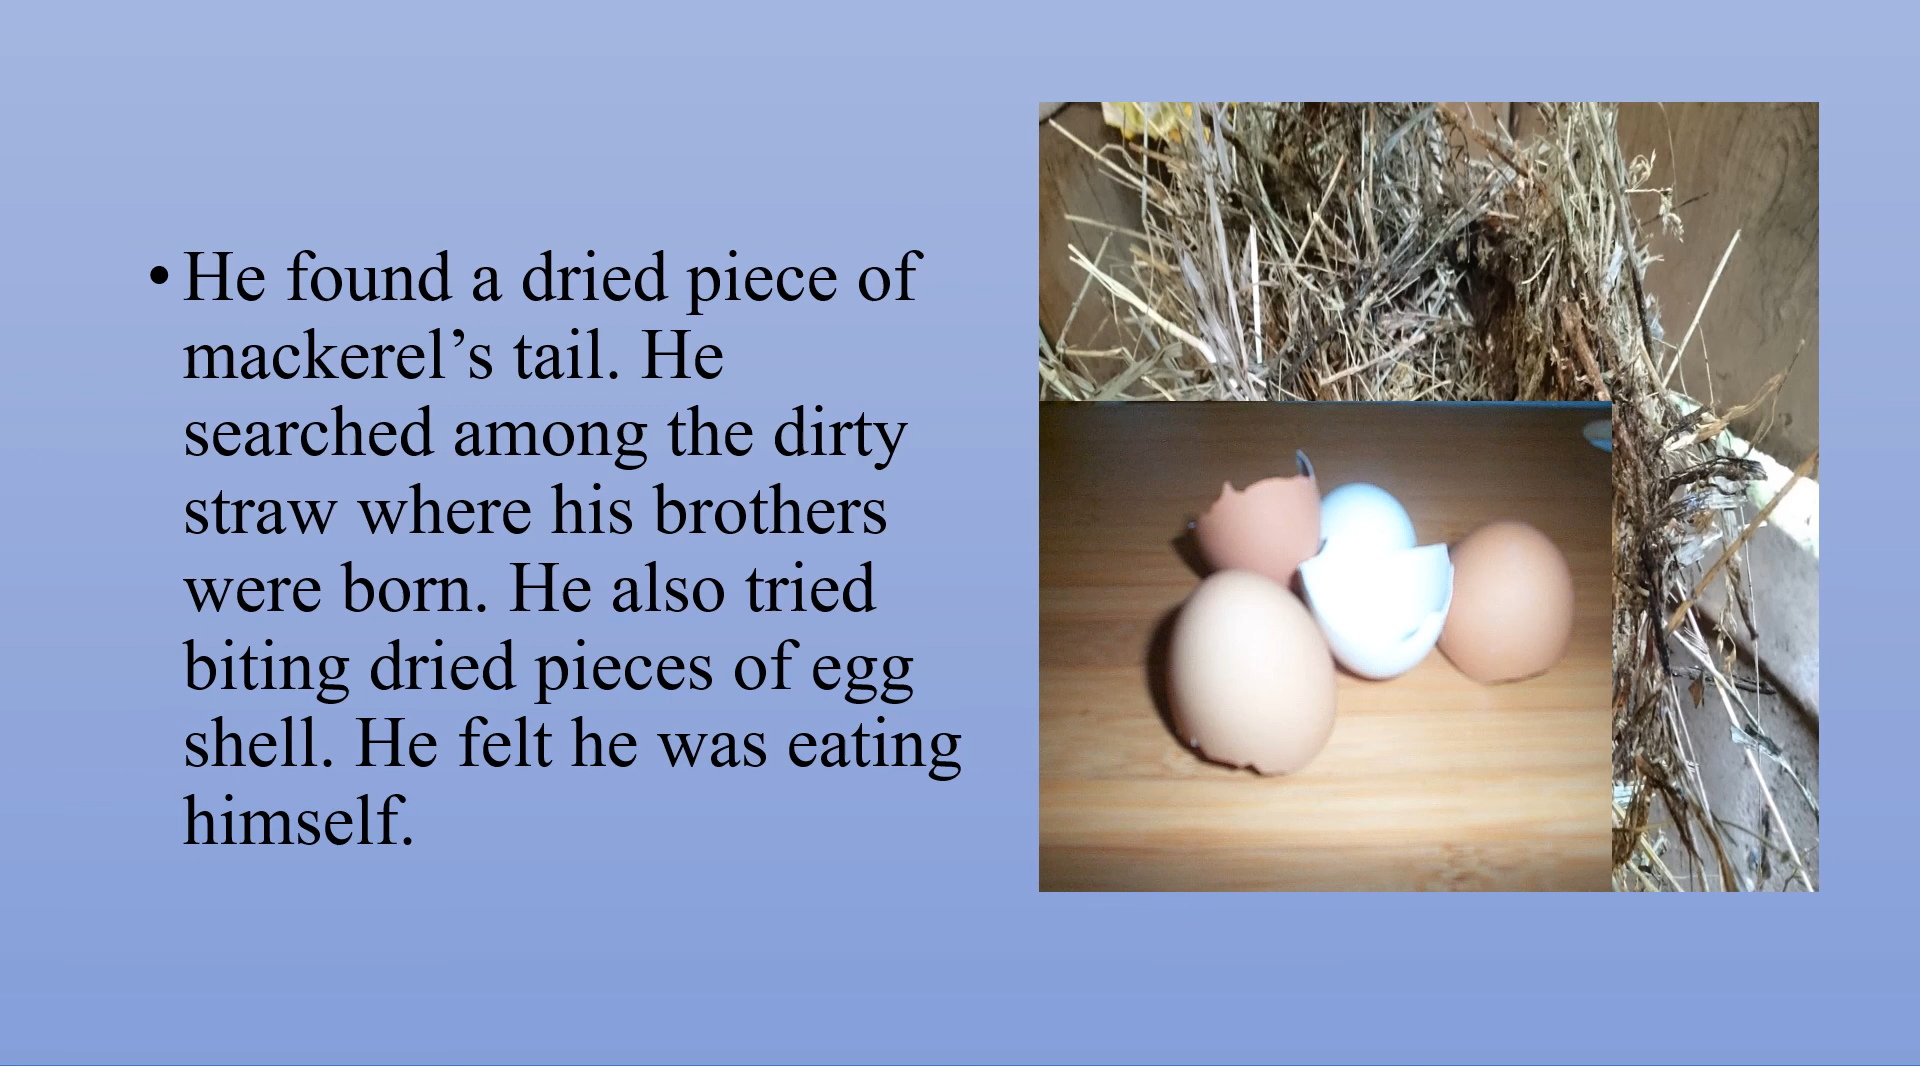 • He found a dried piece of
mackerel’s tail. He
searched among the dirty
straw where his brothers
were born. He also tried
biting dried pieces of egg
shell. He felt he was eating
himself.